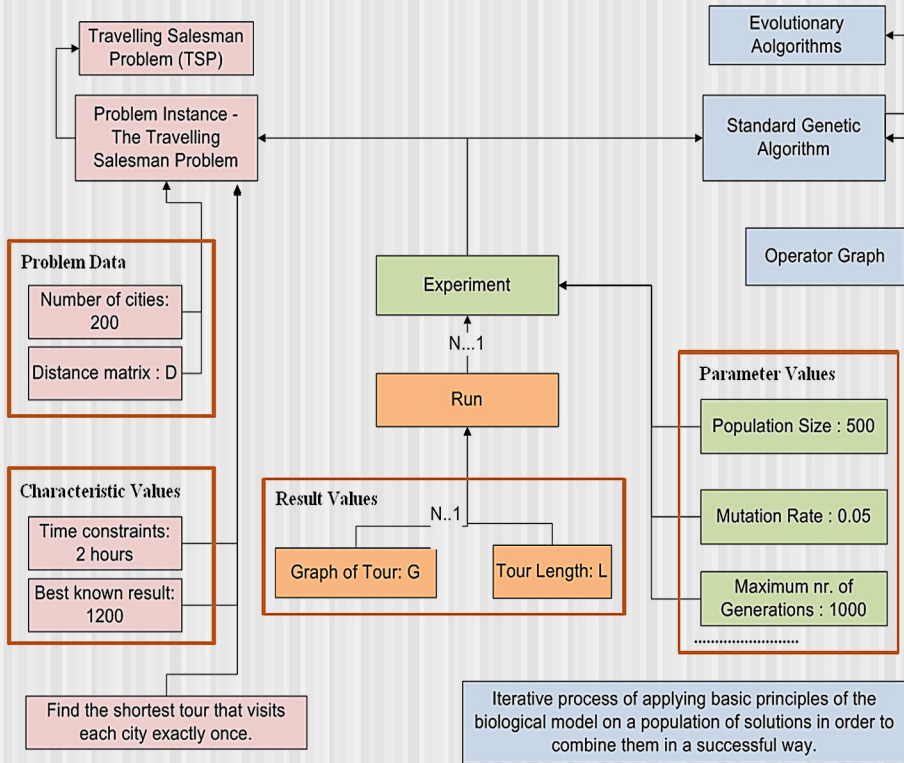 Travelling Salesman
Problem (TSP)
Evolutionary
Aolgorithms
Problem Instance -
The Travelling
Salesman Problem
Standard Genetic
Algorithm
Operator Graph
Problem Data
Number of cities:
200
Distance matrix : D
Experiment
N...1
Run
Parameter Values
Population Size : 500
Mutation Rate : 0.05
Maximum nr. of
Generations : 1000
..........................
Characteristic Values
Time constraints:
2 hours
Best known result:
1200
Result Values
N..1
Graph of Tour: G
Tour Length: L
Find the shortest tour that visits
each city exactly once.
Iterative process of applying basic principles of the
biological model on a population of solutions in order to
combine them in a successful way.